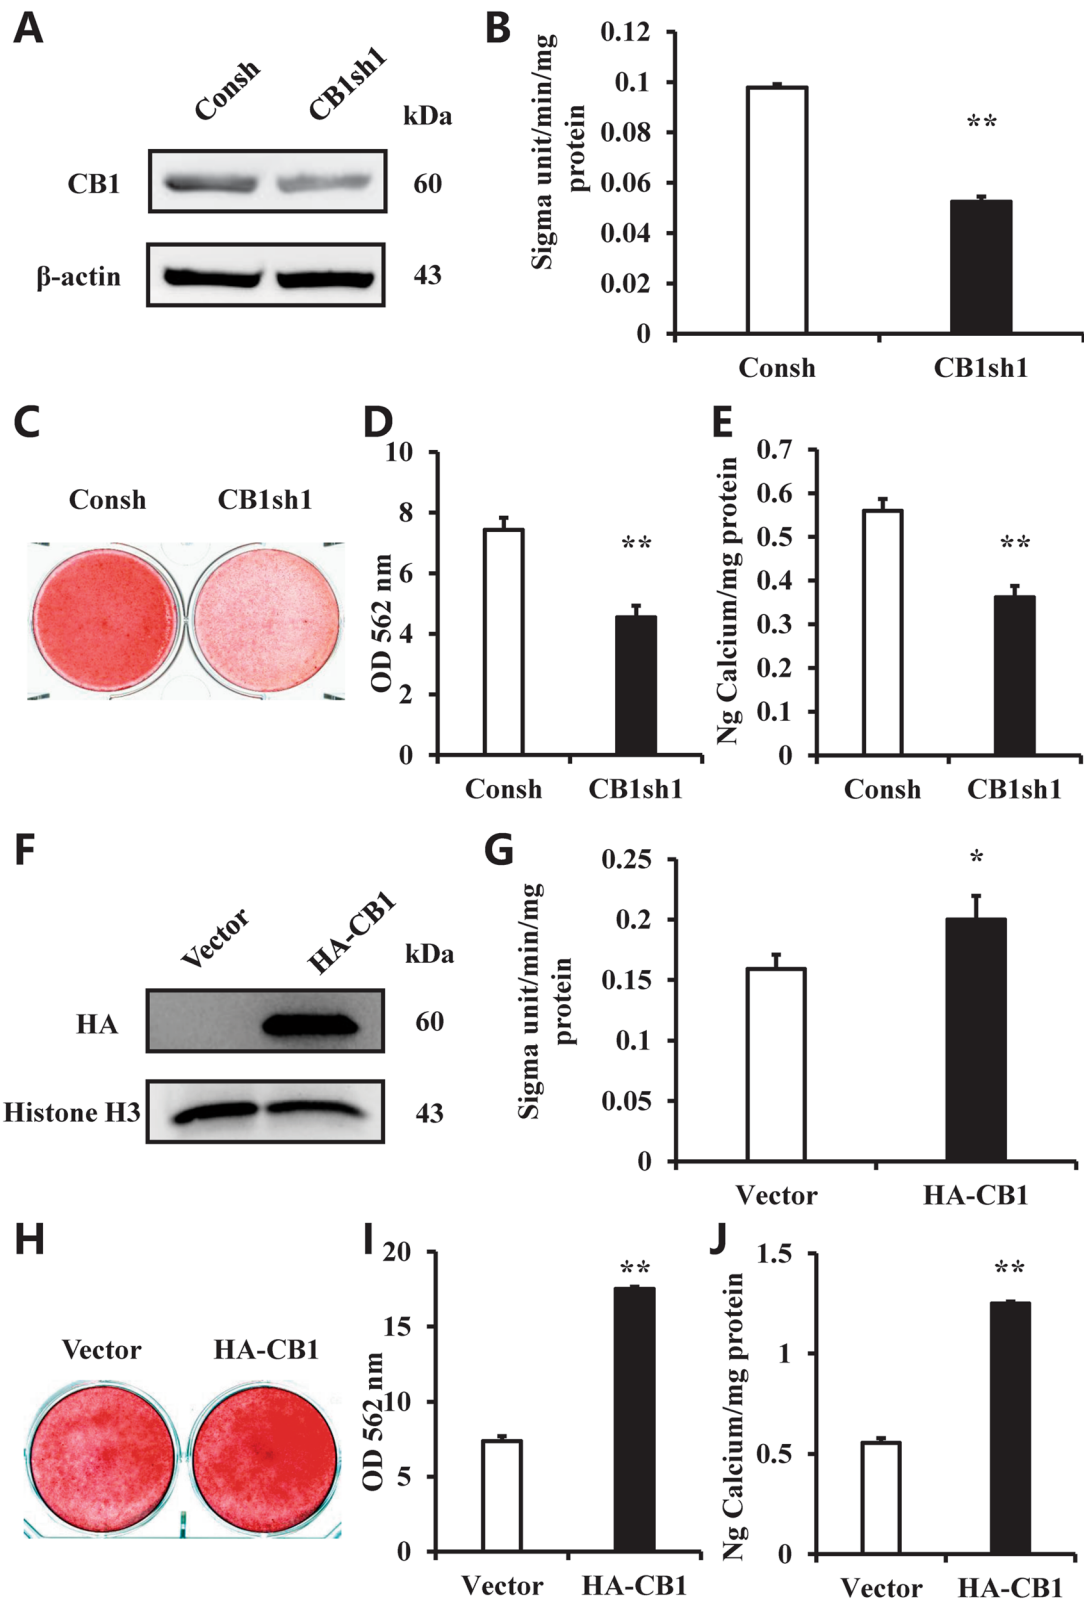 A
Consh
CB1sh1
kDa
CB1
60
β-actin
43
B
Sigma unit/min/mg
protein
0.12
0.1
0.08
0.06
0.04
0.02
0
**
Consh
CB1sh1
C
Consh
CB1sh1
D
OD 562 nm
10
8
6
4
2
0
**
Consh
CB1sh1
E
Ng Calcium/mg protein
0.7
0.6
0.5
0.4
0.3
0.2
0.1
0
**
Consh
CB1sh1
F
Vector
HA-CB1
kDa
HA
60
Histone H3
43
G
Sigma unit/min/mg
protein
0.25
0.2
0.15
0.1
0.05
0
*
Vector
HA-CB1
H
Vector
HA-CB1
I
OD 562 nm
20
15
10
5
0
**
Vector
HA-CB1
J
Ng Calcium/mg protein
1.5
1
0.5
0
**
Vector
HA-CB1